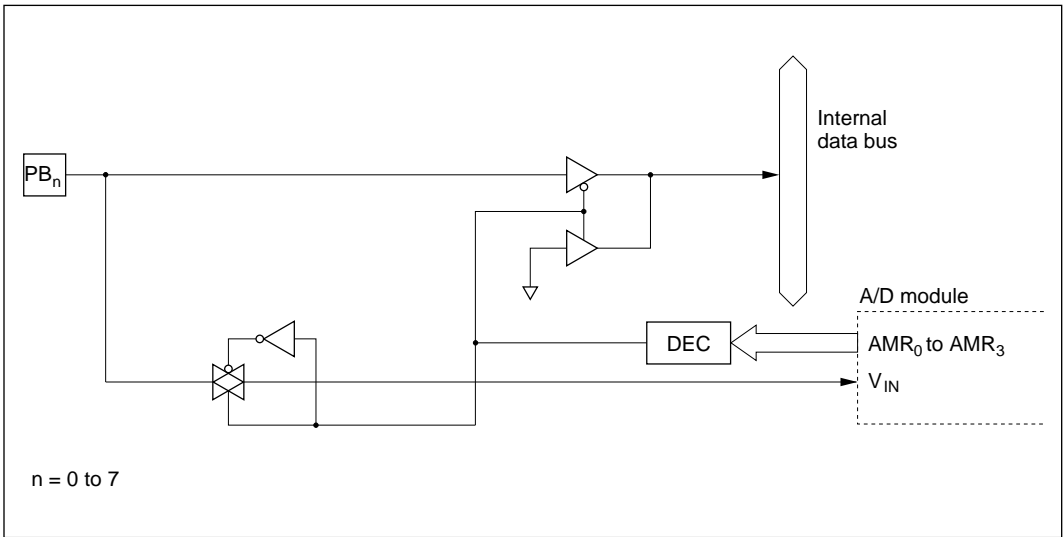 Internal
data bus
PBn
A/D module
DEC
AMR0 to AMR3
VIN
n = 0 to 7